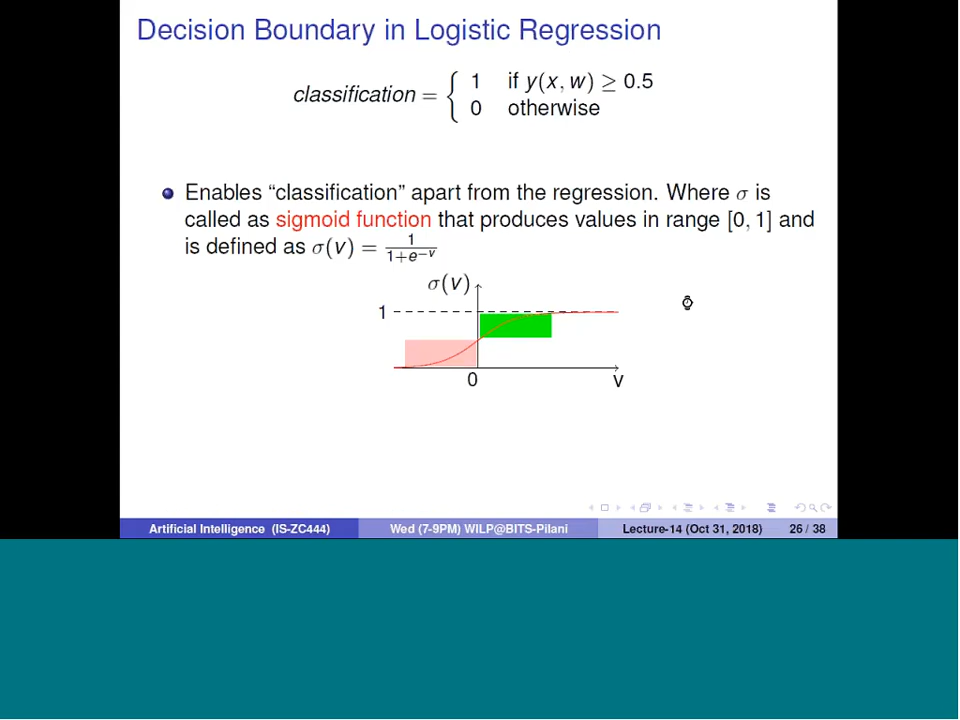 Decision Boundary in Logistic Regression
classification = { 1 if y(x, w) ≥ 0.5
0 otherwise
Enables “classification” apart from the regression. Where σ is
called as sigmoid function that produces values in range [0, 1] and
is defined as σ(v) = 1/(1+e^−v)
σ(v)
1
0
v
Artificial Intelligence (IS-ZC444) Wed (7-9PM) WILP@BITS-Pilani Lecture-14 (Oct 31, 2018) 26 / 38